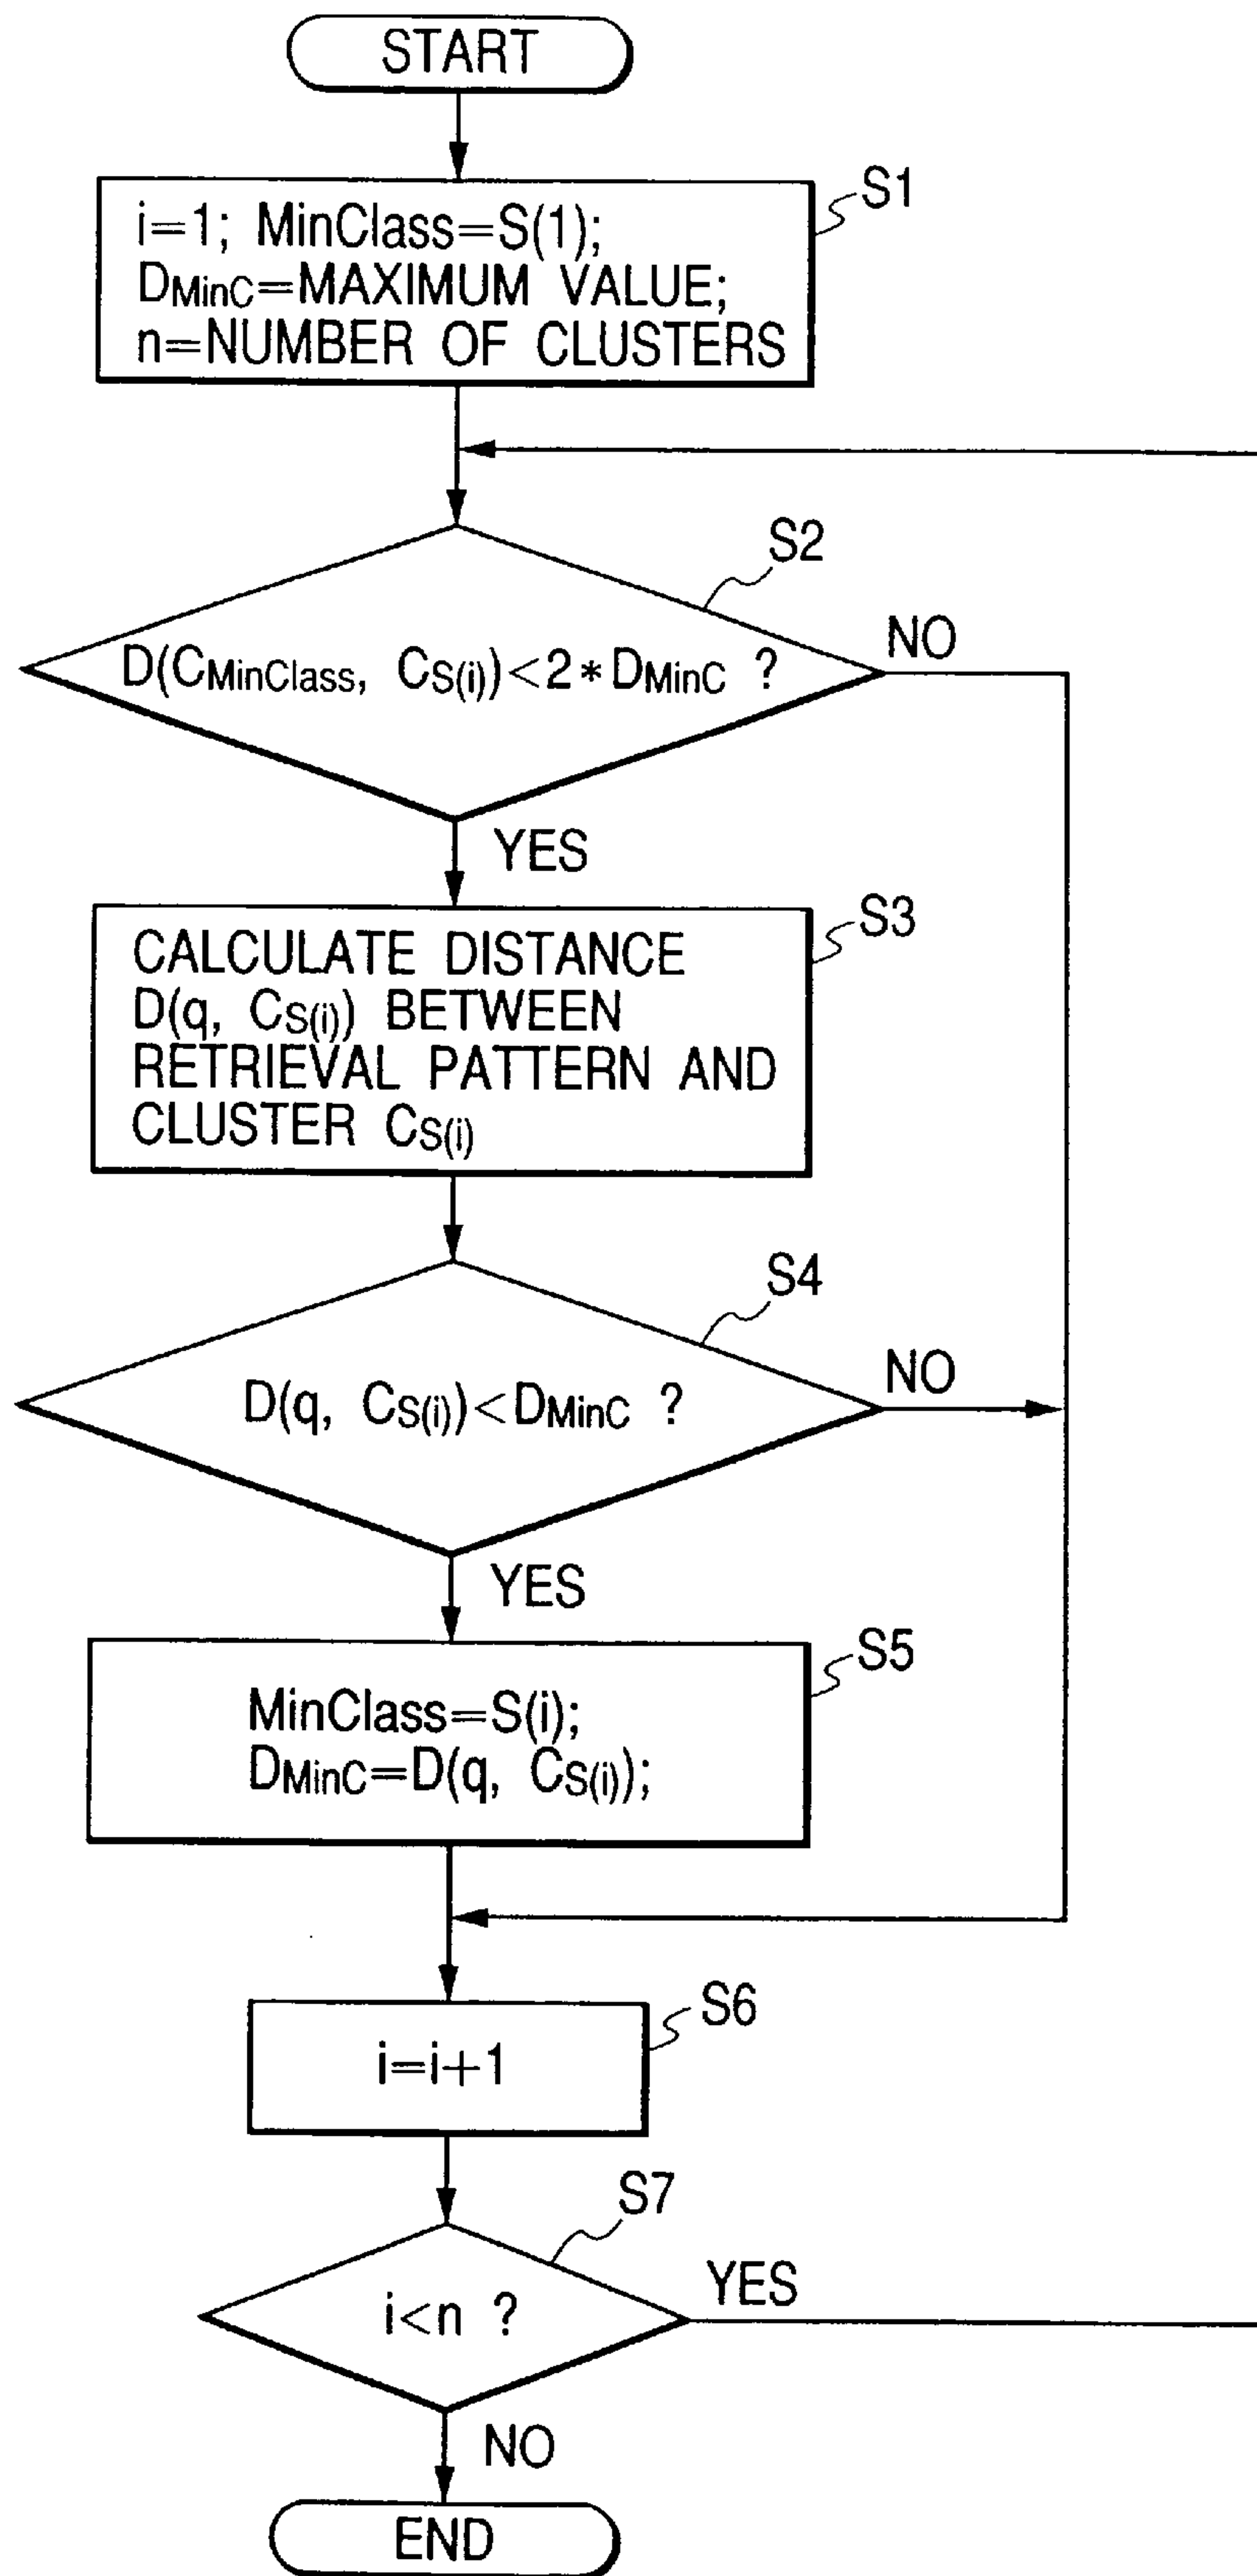 START
S1
i=1; MinClass=S(1);
DMinC=MAXIMUM VALUE;
n=NUMBER OF CLUSTERS
S2
NO
D(CMinClass, CS(i))<2*DMinC ?
YES
S3
CALCULATE DISTANCE
D(q, CS(i)) BETWEEN
RETRIEVAL PATTERN AND
CLUSTER CS(i)
S4
NO
D(q, CS(i))<DMinC ?
YES
S5
MinClass=S(i);
DMinC=D(q, CS(i));
S6
i=i+1
S7
YES
i<n ?
NO
END